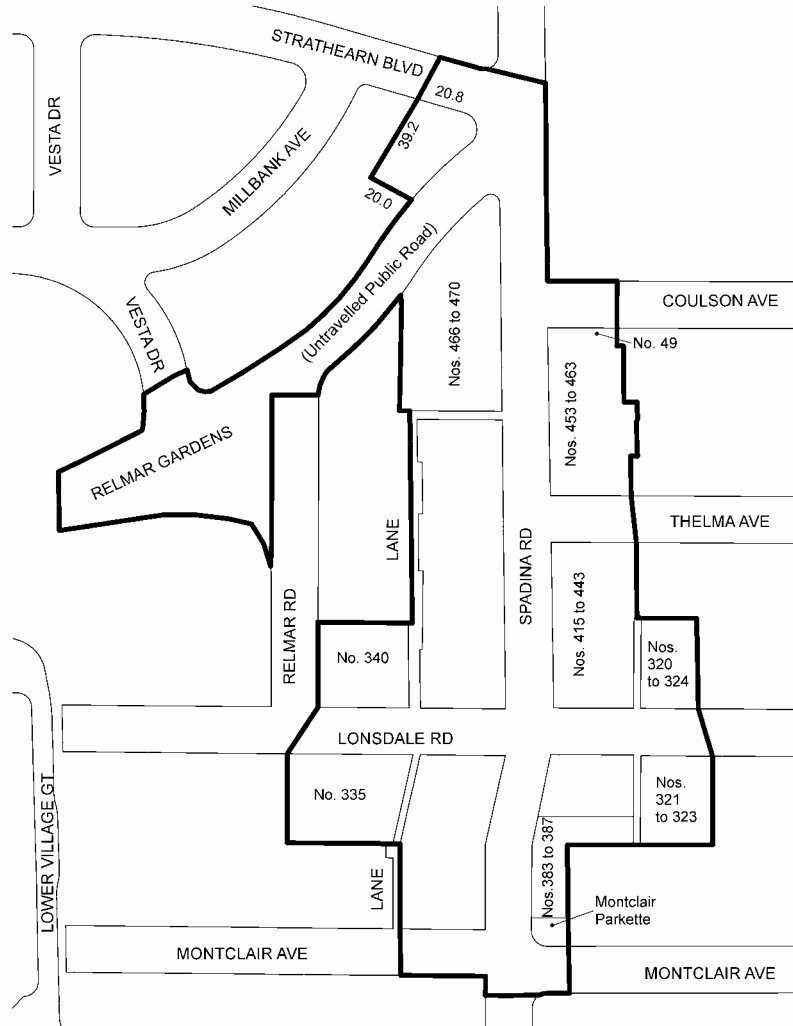 STRATHEARN BLVD
20.8
39.2
20.0
VESTA DR
MILLBANK AVE
(Untravelled Public Road)
VESTA DR
COULSON AVE
No. 49
Nos. 466 to 470
Nos. 453 to 463
RELMAR GARDENS
THELMA AVE
LANE
SPADINA RD
RELMAR RD
Nos. 415 to 443
Nos.
320
to 324
No. 340
LONSDALE RD
No. 335
Nos.
321
to 323
LOWER VILLAGE GT
LANE
Nos.383 to 387
Montclair
Parkette
MONTCLAIR AVE
MONTCLAIR AVE